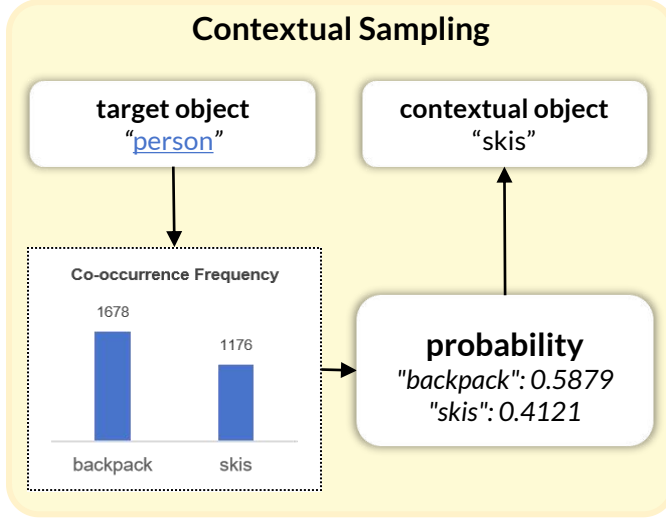 Contextual Sampling
target object
“person”
contextual object
“skis”
Co-occurrence Frequency
1678
1176
backpack
skis
probability
"backpack": 0.5879
"skis": 0.4121